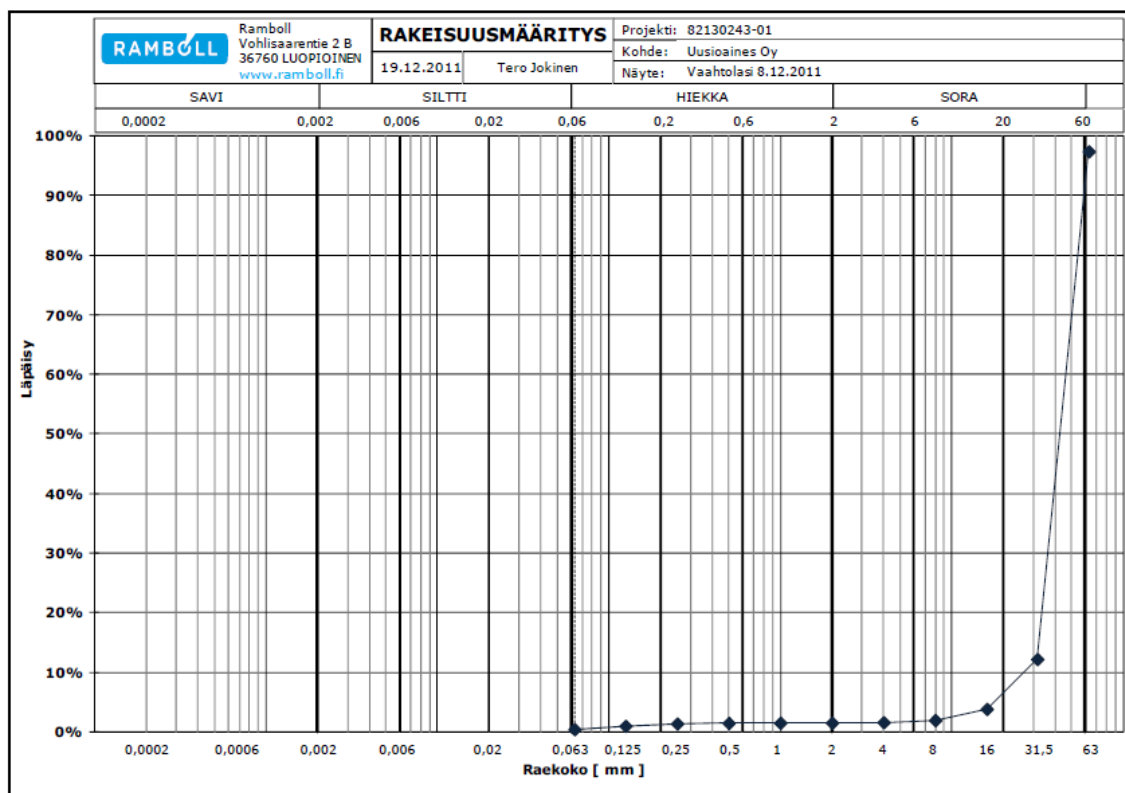 RAMBOLL
Ramboll
Vohlisaarentie 2 B
36760 LUOPIOINEN
www.ramboll.fi
RAKEISUUSMÄÄRITYS
19.12.2011 Tero Jokinen
Projekti: 82130243-01
Kohde: Uusioaines Oy
Näyte: Vaahtolasi 8.12.2011
SAVI SILTTI HIEKKA SORA
0,0002 0,002 0,006 0,02 0,06 0,2 0,6 2 6 20 60
100%
90%
80%
70%
60%
50%
40%
30%
20%
10%
0%
Läpäisy
0,0002 0,0006 0,002 0,006 0,02 0,063 0,125 0,25 0,5 1 2 4 8 16 31,5 63
Raekoko [ mm ]